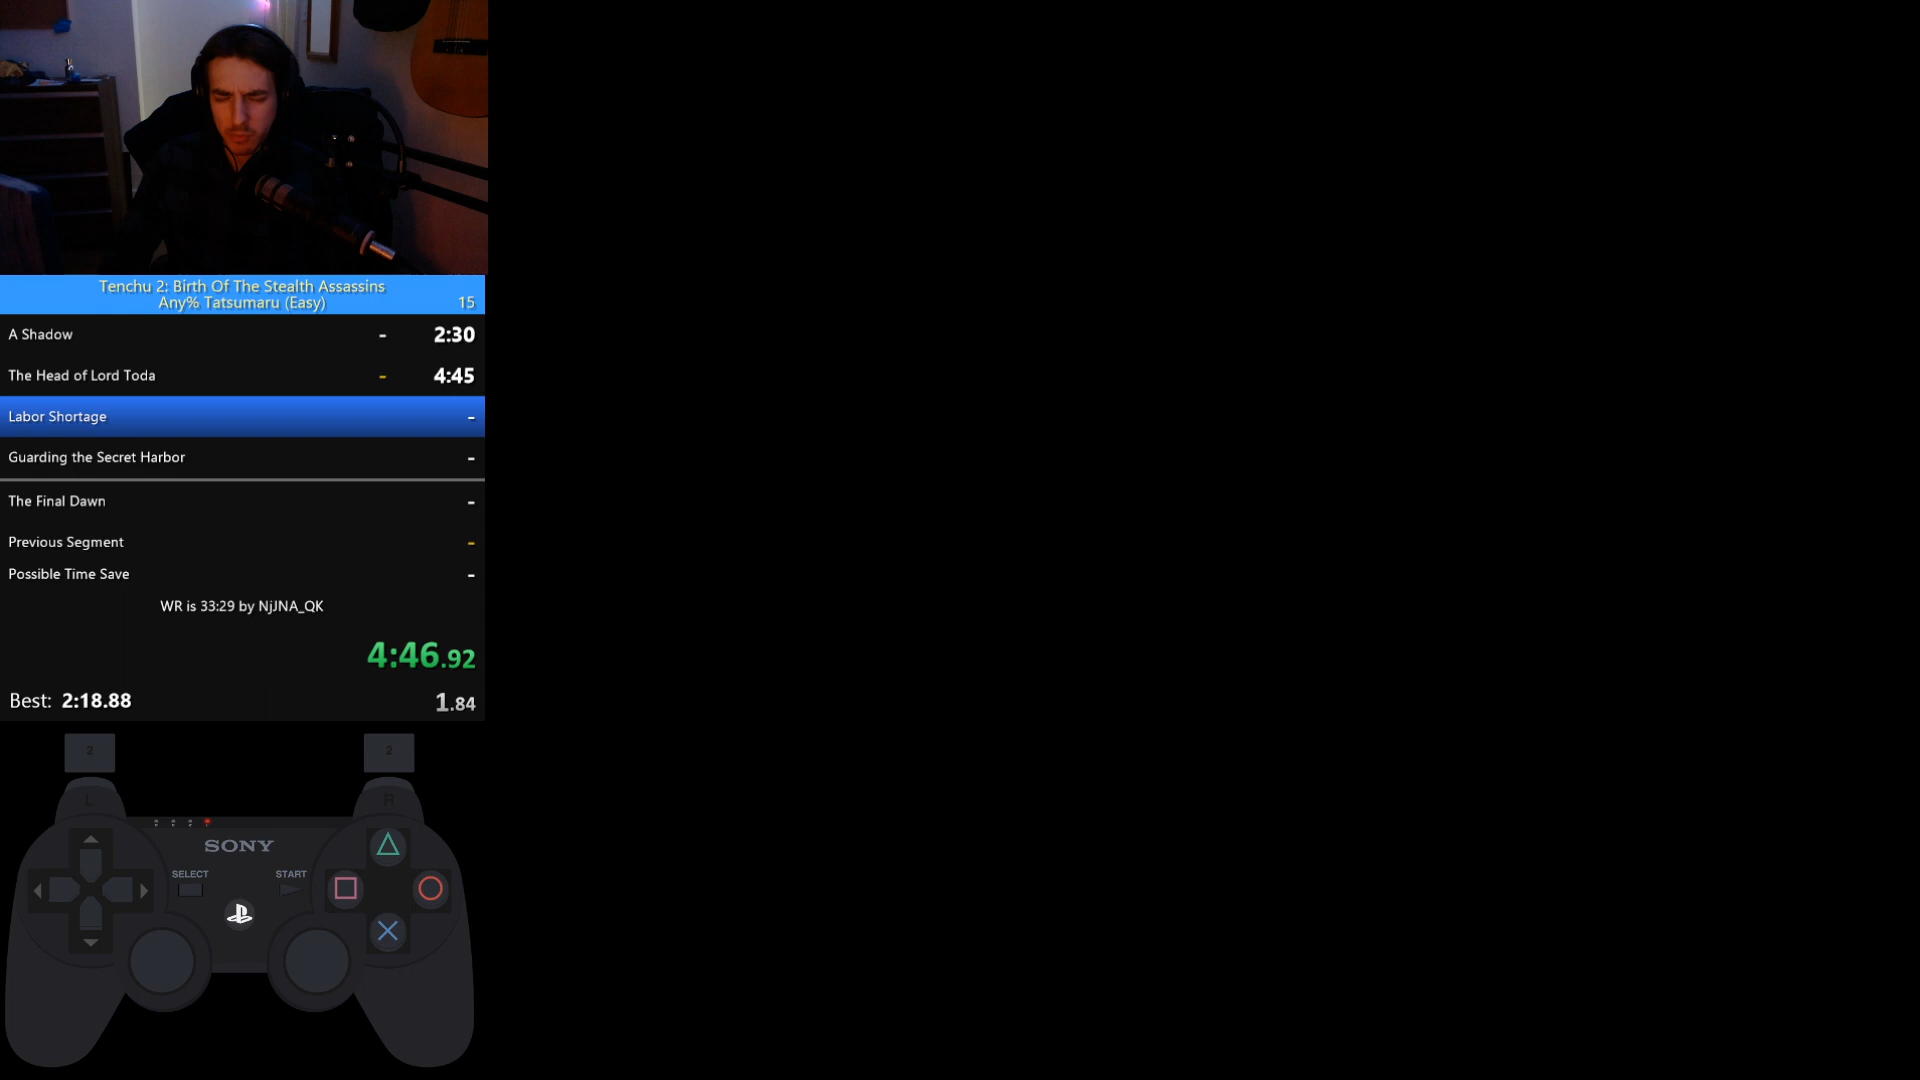 Tenchu 2: Birth Of The Stealth Assassins
Any% Tatsumaru (Easy) 15
A Shadow - 2:30
The Head of Lord Toda - 4:45
Labor Shortage -
Guarding the Secret Harbor -
The Final Dawn -
Previous Segment -
Possible Time Save -
WR is 33:29 by NjJNA_QK
4:46.92
Best: 2:18.88 1.84
2 2
L R
SONY
SELECT START